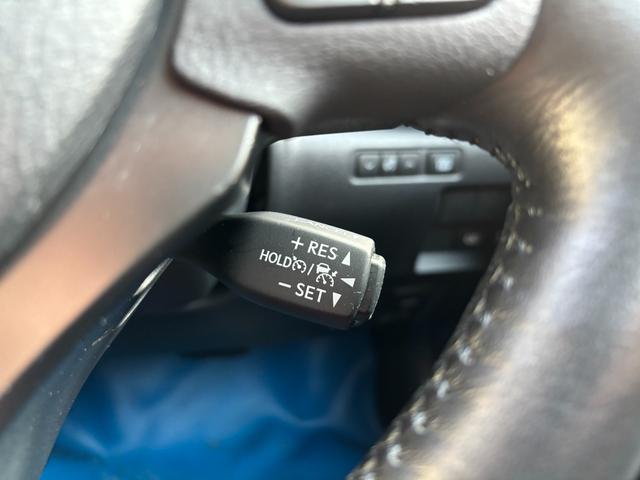 + RES
HOLD /
− SET